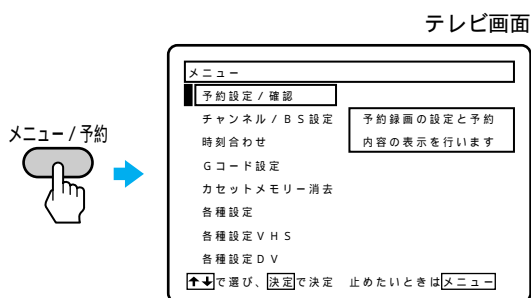 テレビ画面
メニュー
予約設定/確認
チャンネル/BS設定
予約録画の設定と予約
内容の表示を行います
メニュー/予約
時刻合わせ
Gコード設定
カセットメモリー消去
各種設定
各種設定VHS
各種設定DV
↑↓で選び、決定で決定 止めたいときはメニュー